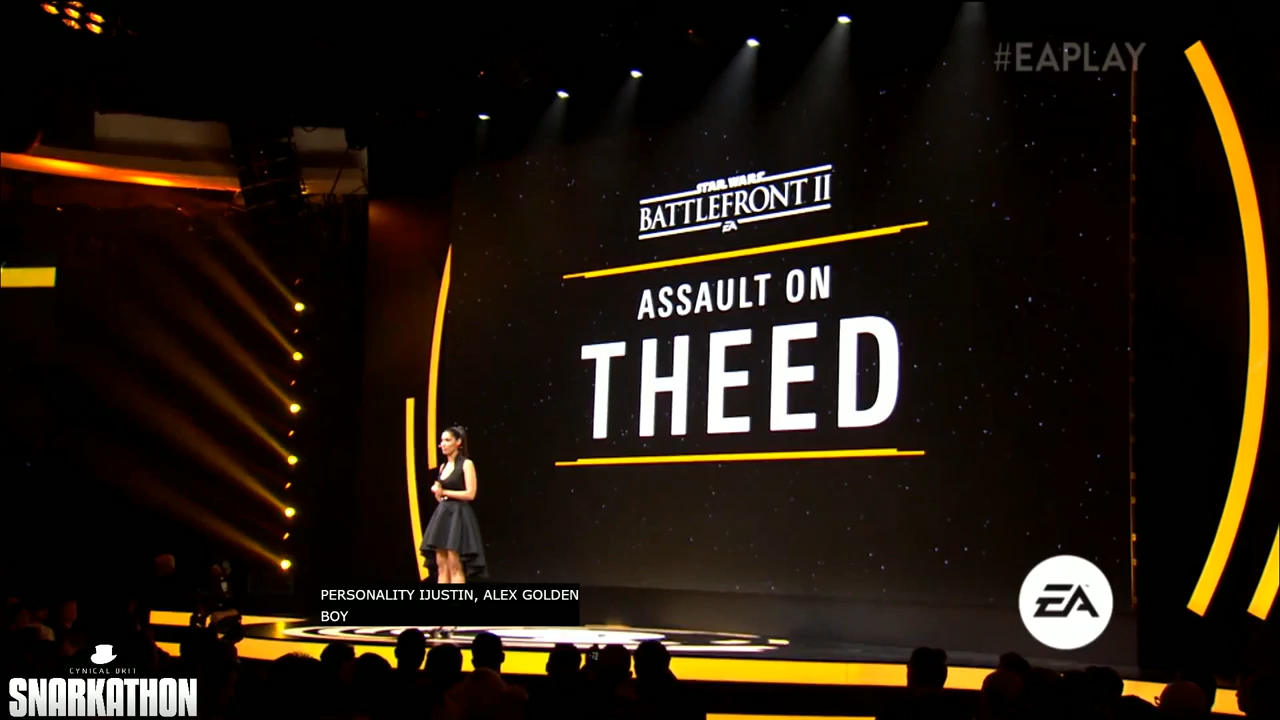 #EAPLAY
STAR WARS
BATTLEFRONT II
EA
ASSAULT ON
THEED
EA
PERSONALITY IJUSTIN, ALEX GOLDEN
BOY
CYNICAL BRIT
SNARKATHON